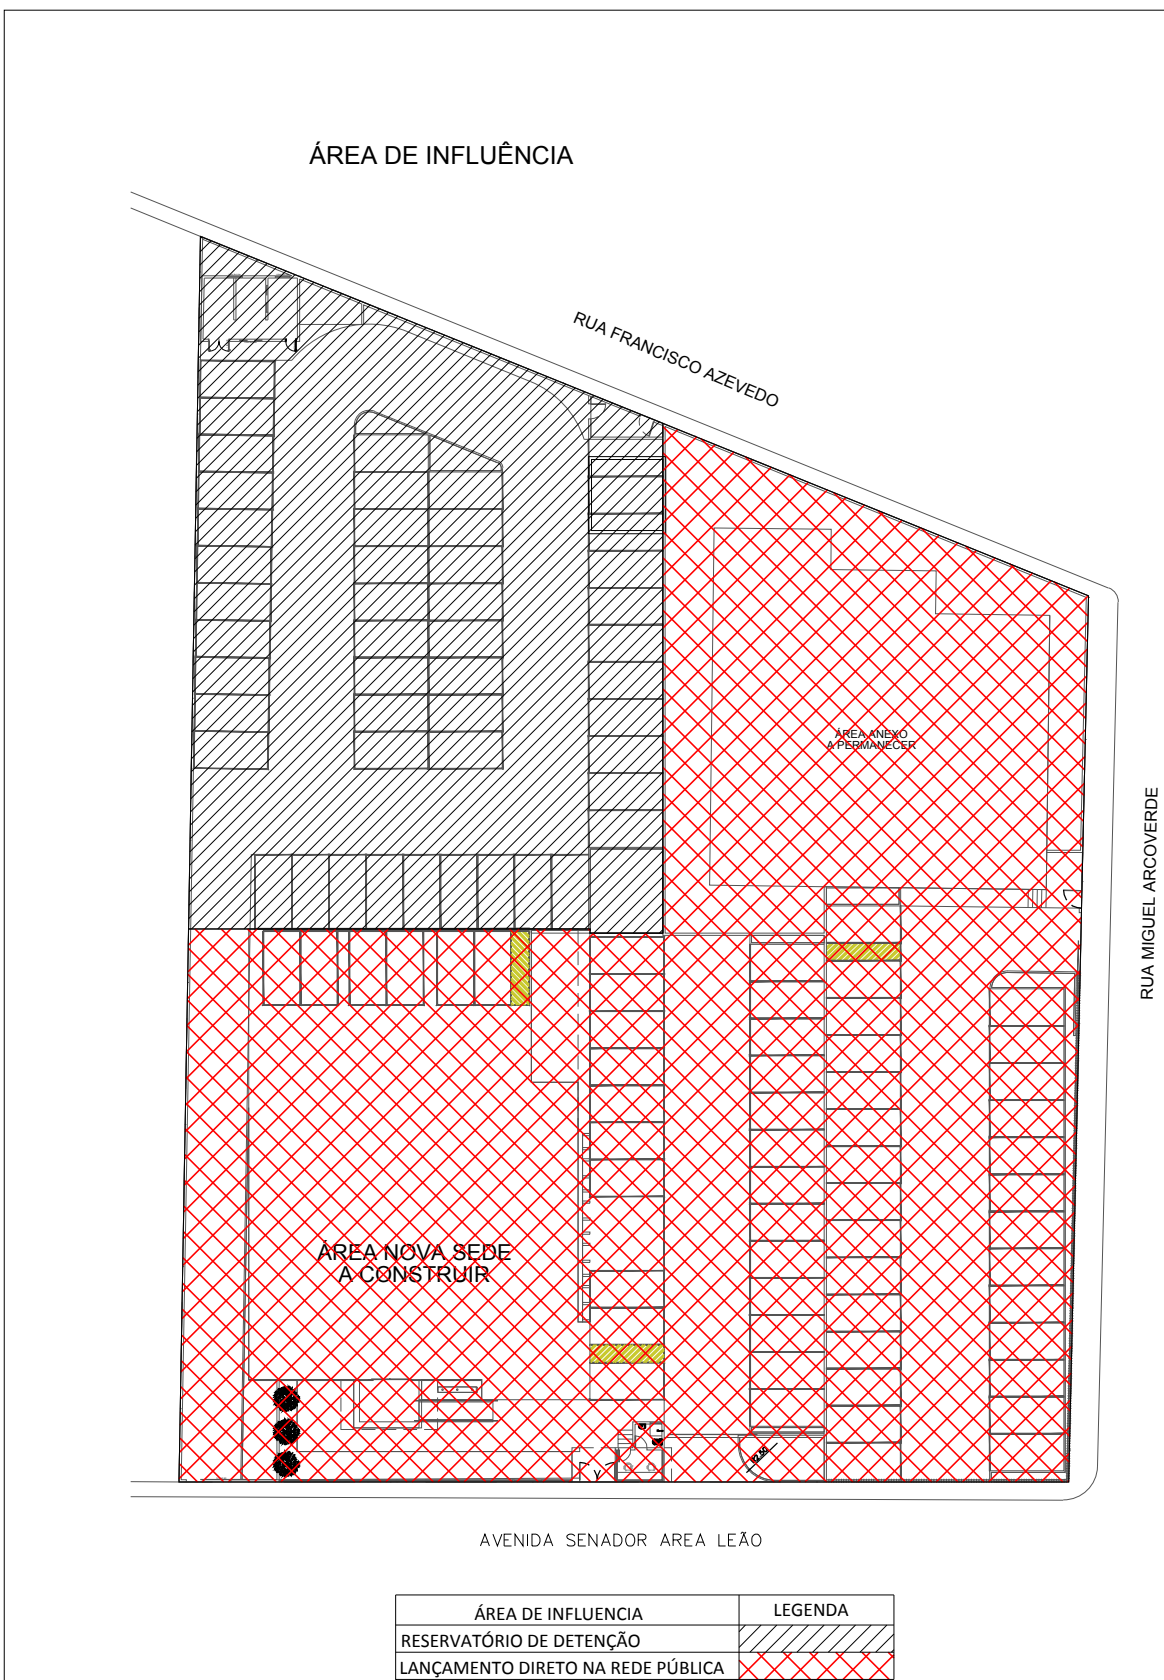 ÁREA DE INFLUÊNCIA
RUA FRANCISCO AZEVEDO
ÁREA ANEXO
A PERMANECER
RUA MIGUEL ARCOVERDE
ÁREA NOVA SEDE
A CONSTRUIR
AVENIDA SENADOR AREA LEÃO
ÁREA DE INFLUENCIA
LEGENDA
RESERVATÓRIO DE DETENÇÃO
LANÇAMENTO DIRETO NA REDE PÚBLICA